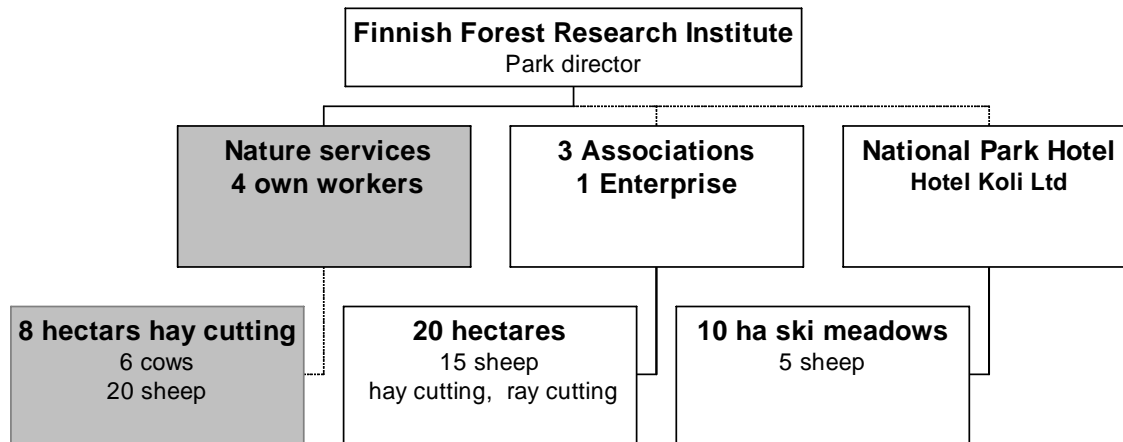 Finnish Forest Research Institute
Park director
Nature services
4 own workers
3 Associations
1 Enterprise
National Park Hotel
Hotel Koli Ltd
8 hectars hay cutting
6 cows
20 sheep
20 hectares
15 sheep
hay cutting, ray cutting
10 ha ski meadows
5 sheep